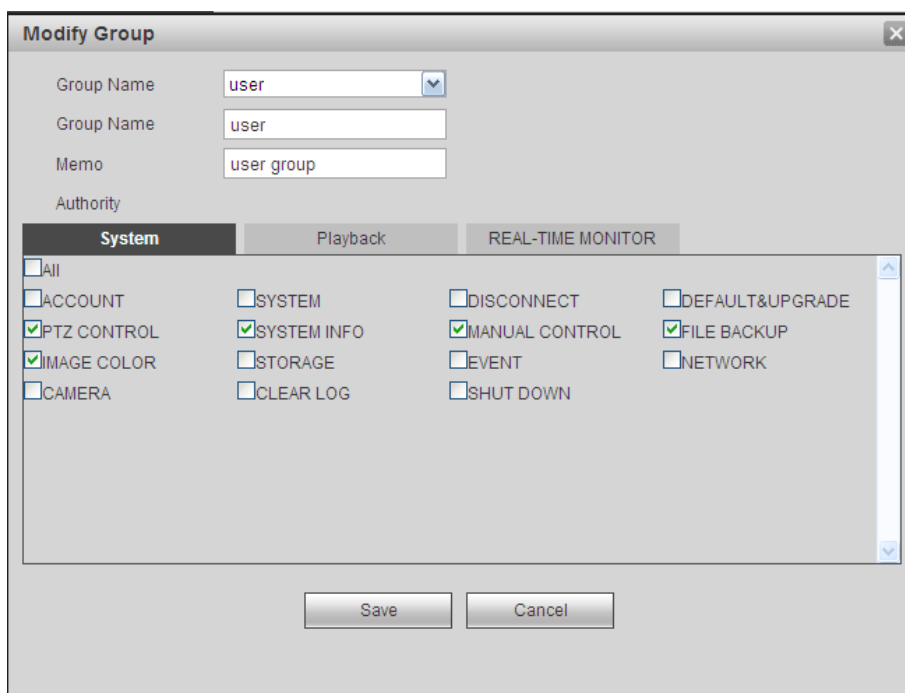 Modify Group
Group Name user
Group Name user
Memo user group
Authority
System Playback REAL-TIME MONITOR
All
ACCOUNT SYSTEM DISCONNECT DEFAULT&UPGRADE
PTZ CONTROL SYSTEM INFO MANUAL CONTROL FILE BACKUP
IMAGE COLOR STORAGE EVENT NETWORK
CAMERA CLEAR LOG SHUT DOWN
Save Cancel